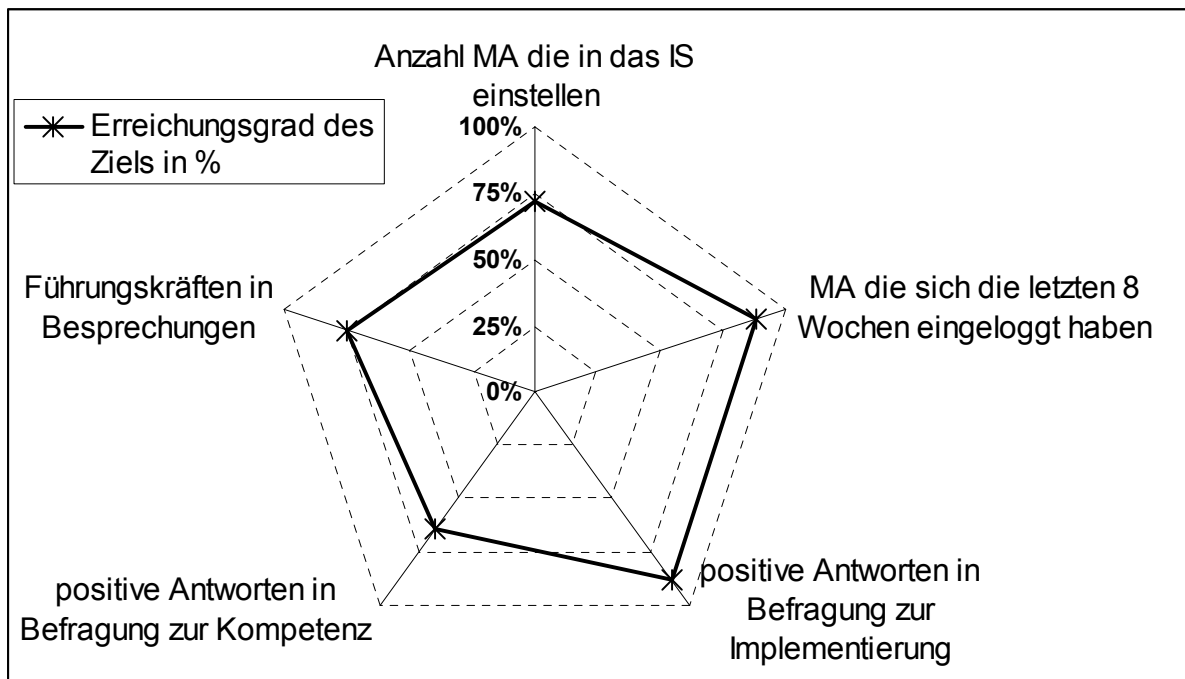 Anzahl MA die in das IS
einstellen
Erreichungsgrad des
Ziels in %
100%
75%
50%
25%
0%
MA die sich die letzten 8
Wochen eingeloggt haben
positive Antworten in
Befragung zur
Implementierung
positive Antworten in
Befragung zur Kompetenz
Führungskräften in
Besprechungen